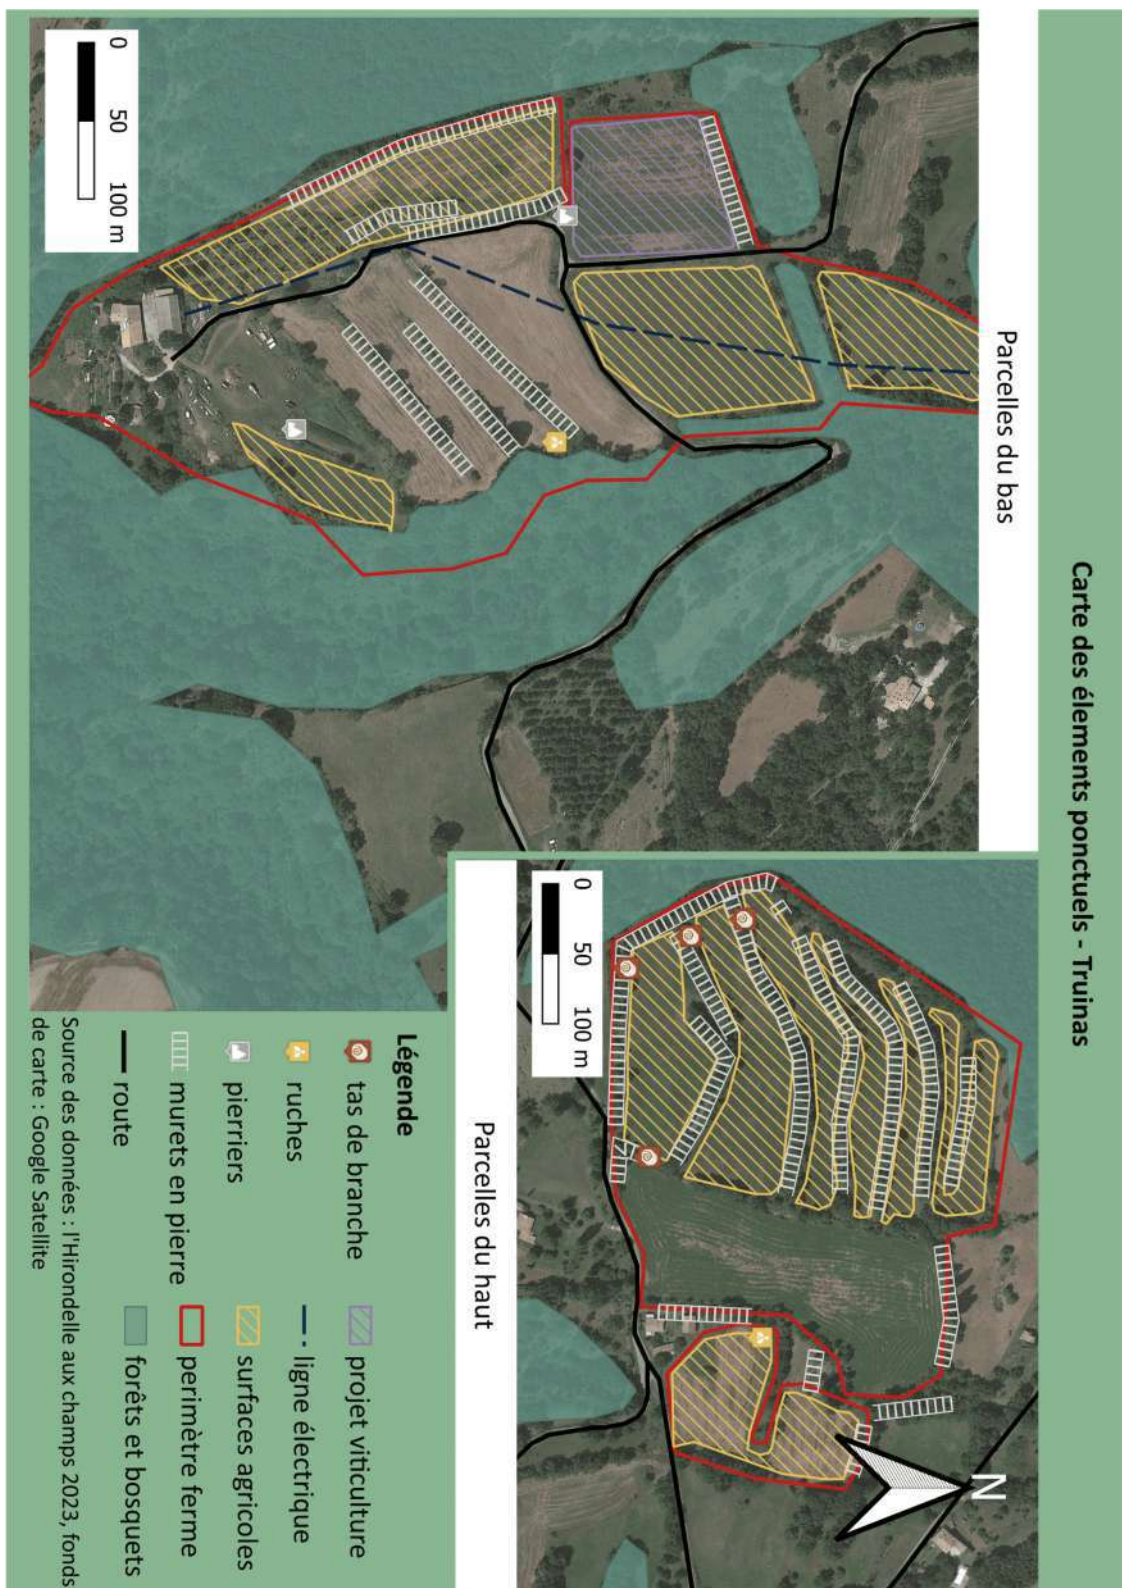 Carte des élements ponctuels - Truinas
Parcelles du bas
0 50 100 m
N
0 50 100 m
Parcelles du haut
Légende
tas de branche
ruches
pierriers
murets en pierre
route
projet viticulture
ligne électrique
surfaces agricoles
perimètre ferme
forêts et bosquets
Source des données : l'Hirondelle aux champs 2023, fonds
de carte : Google Satellite